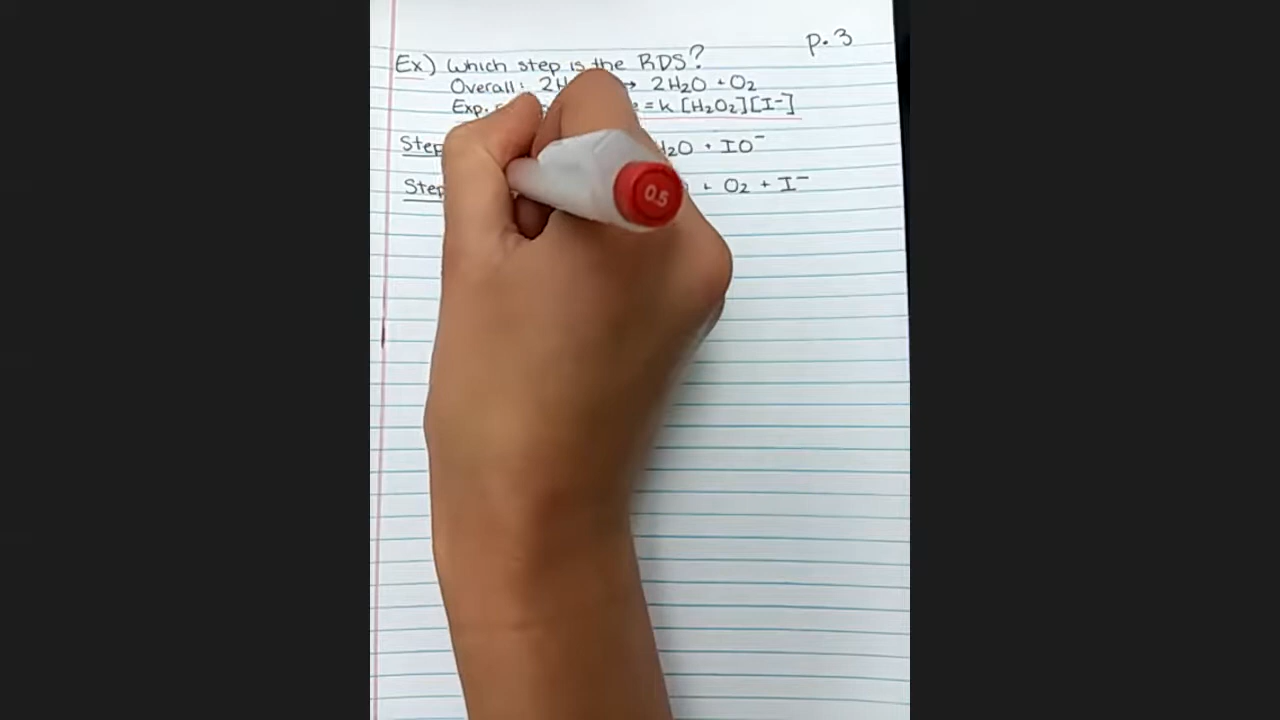 p. 3
Ex) Which step is the RDS?
Overall: 2H → 2H₂O + O₂
Exp. = k [H₂O₂][I⁻]
Step H₂O + IO⁻
Step + O₂ + I⁻
0.5